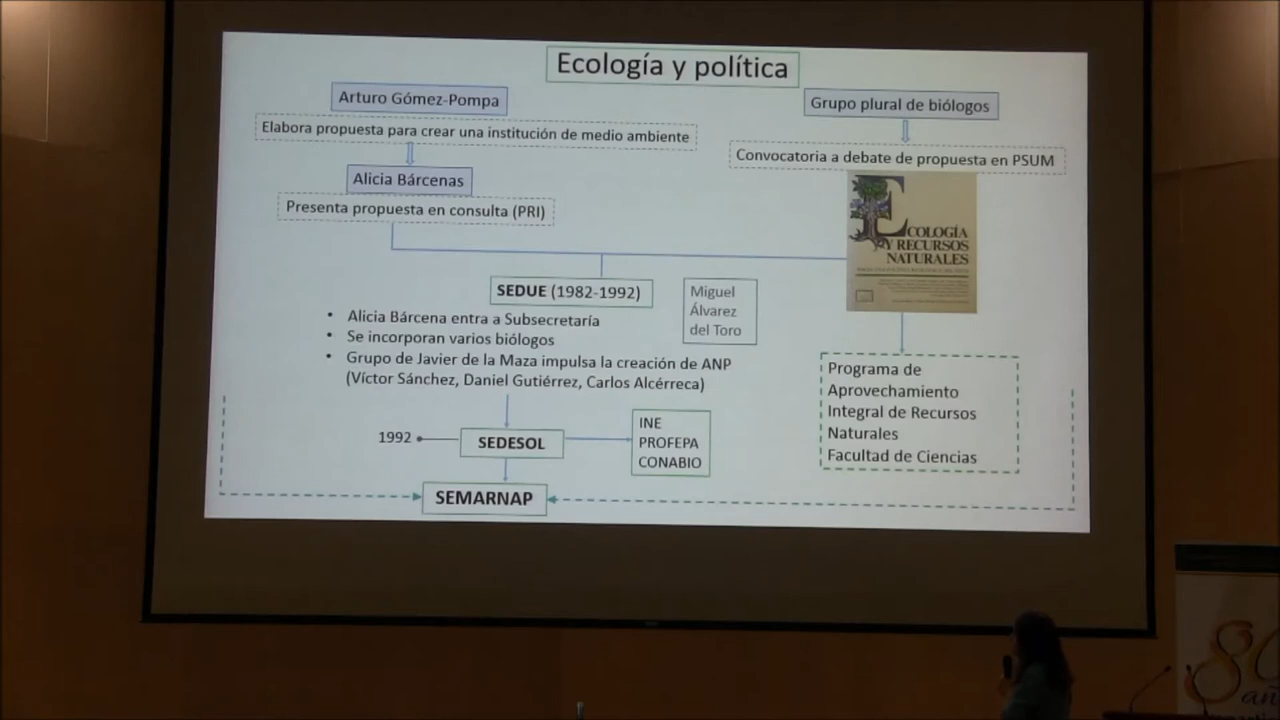 Ecología y política
Arturo Gómez-Pompa
Elabora propuesta para crear una institución de medio ambiente
Alicia Bárcenas
Presenta propuesta en consulta (PRI)
Grupo plural de biólogos
Convocatoria a debate de propuesta en PSUM
ECOLOGÍA
Y RECURSOS
NATURALES
SEDUE (1982-1992)
Miguel
Álvarez
del Toro
• Alicia Bárcena entra a Subsecretaría
• Se incorporan varios biólogos
• Grupo de Javier de la Maza impulsa la creación de ANP
(Víctor Sánchez, Daniel Gutiérrez, Carlos Alcérreca)
Programa de
Aprovechamiento
Integral de Recursos
Naturales
Facultad de Ciencias
1992
SEDESOL
INE
PROFEPA
CONABIO
SEMARNAP
80